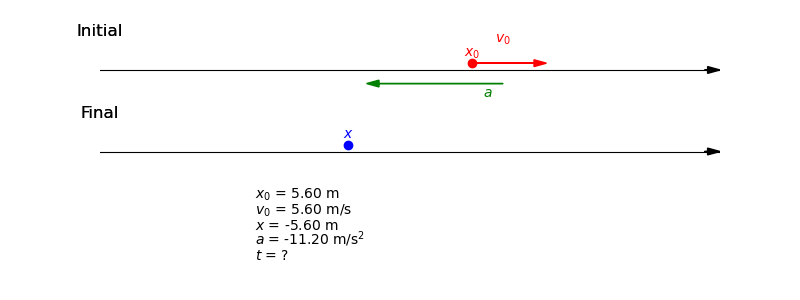 Initial
v₀
x₀
a
Final
x
x₀ = 5.60 m
v₀ = 5.60 m/s
x = -5.60 m
a = -11.20 m/s²
t = ?